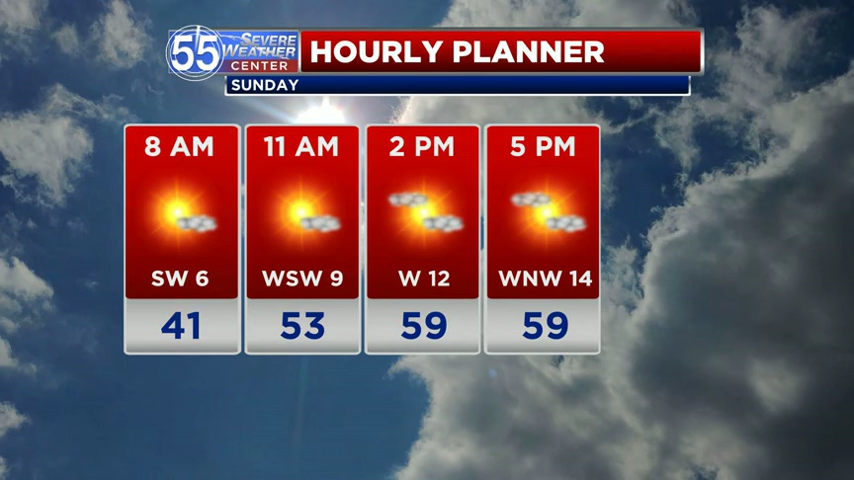 55 SEVERE
WEATHER
CENTER
HOURLY PLANNER
SUNDAY
8 AM 11 AM 2 PM 5 PM
SW 6 WSW 9 W 12 WNW 14
41 53 59 59